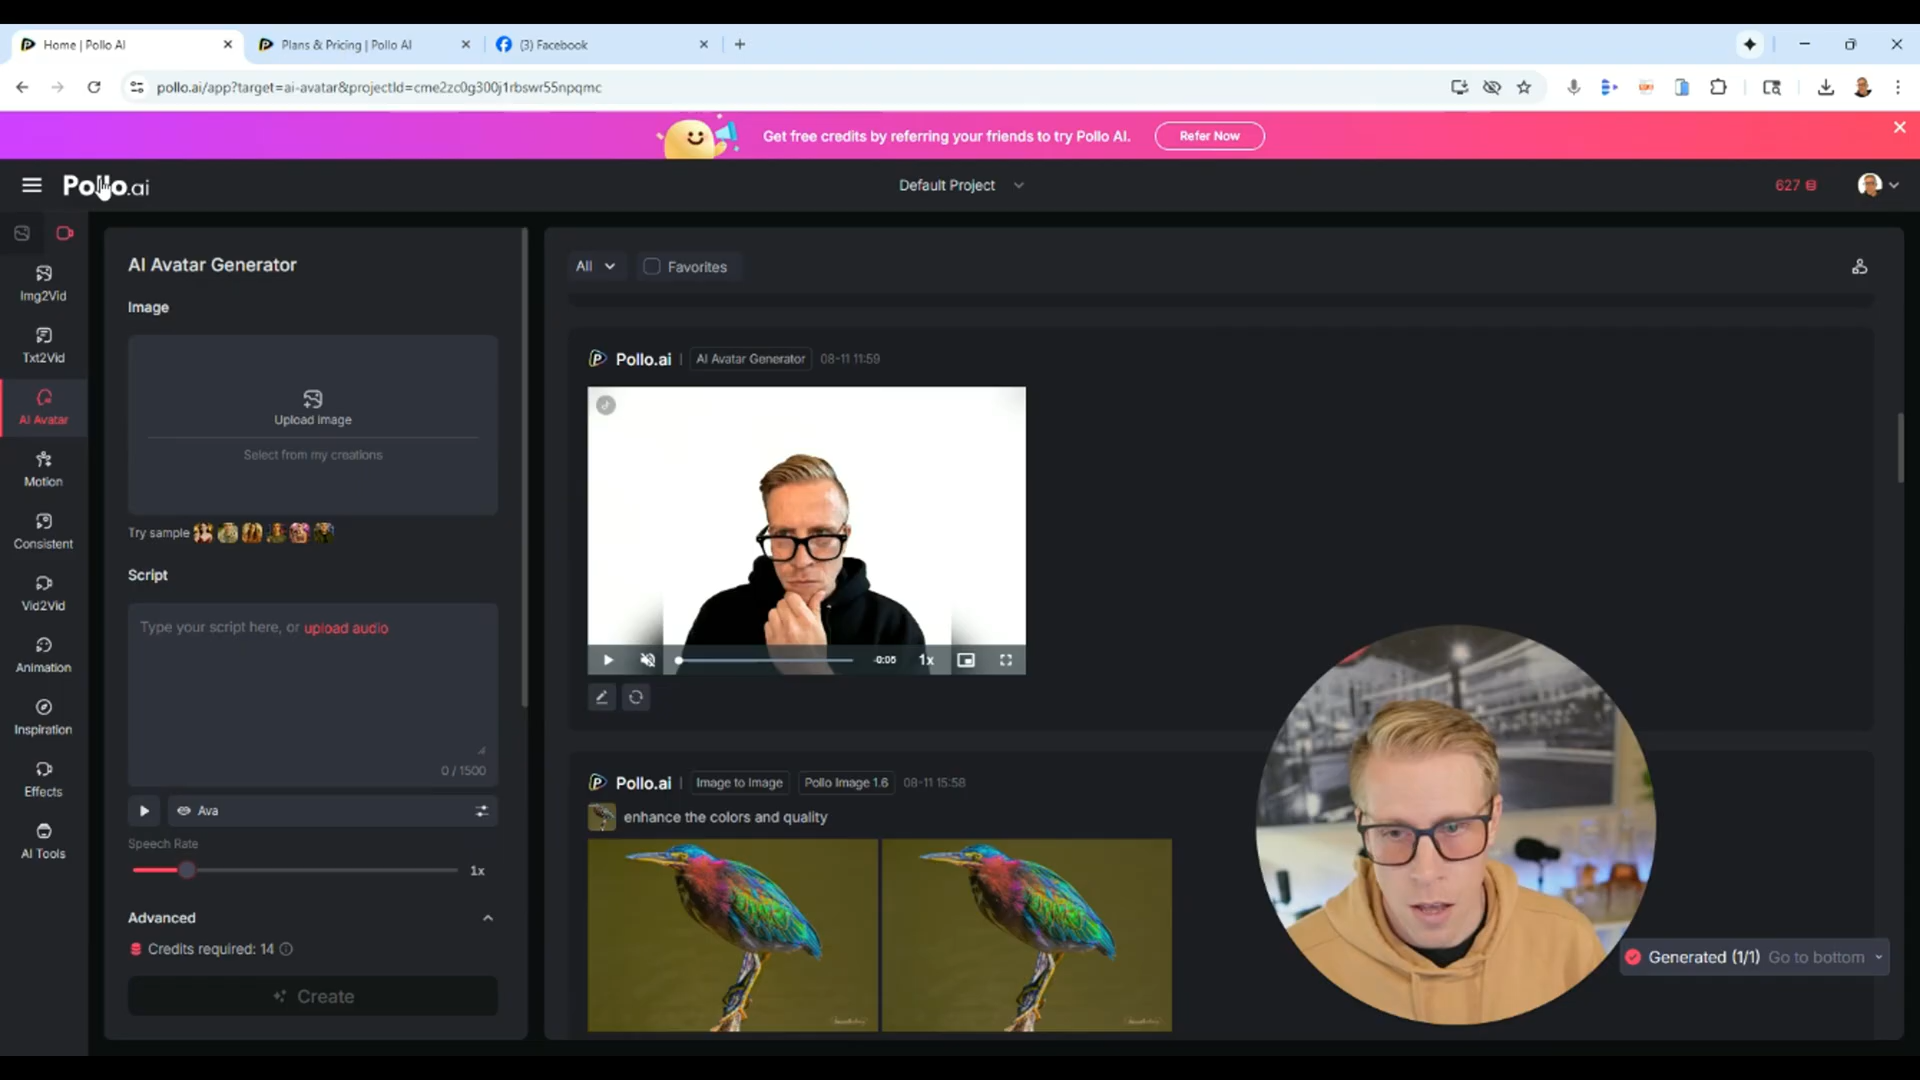 Home | Pollo AI
Plans & Pricing | Pollo AI
(3) Facebook
pollo.ai/app?target=ai-avatar&projectId=cme2zc0g300j1rbswr55npqmc
Get free credits by referring your friends to try Pollo AI.
Refer Now
Pollo.ai
Default Project
627
Img2Vid
Txt2Vid
AI Avatar
Motion
Consistent
Vid2Vid
Animation
Inspiration
Effects
AI Tools
AI Avatar Generator
Image
Upload image
Select from my creations
Try sample
Script
Type your script here, or upload audio
0 / 1500
Ava
Speech Rate
1x
Advanced
Credits required: 14
Create
All
Favorites
Pollo.ai | AI Avatar Generator 08-11 11:59
-0:05 1x
Pollo.ai | Image to Image Pollo Image 1.6 08-11 15:58
enhance the colors and quality
Generated (1/1) Go to bottom